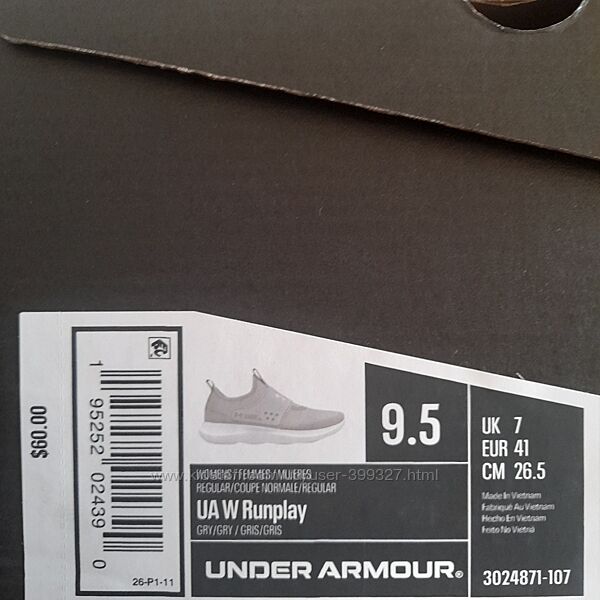 $60.00
1 95252 02439 0
26-P1-11
9.5
UK 7
EUR 41
CM 26.5
Made In Vietnam
Fabriqué Au Vietnam
Hecho En Vietnam
Feito No Vietnã
WOMENS / FEMMES / MUJERES
REGULAR/COUPE NORMALE/REGULAR
UA W Runplay
GRY/GRY / GRIS/GRIS
UNDER ARMOUR®
3024871-107